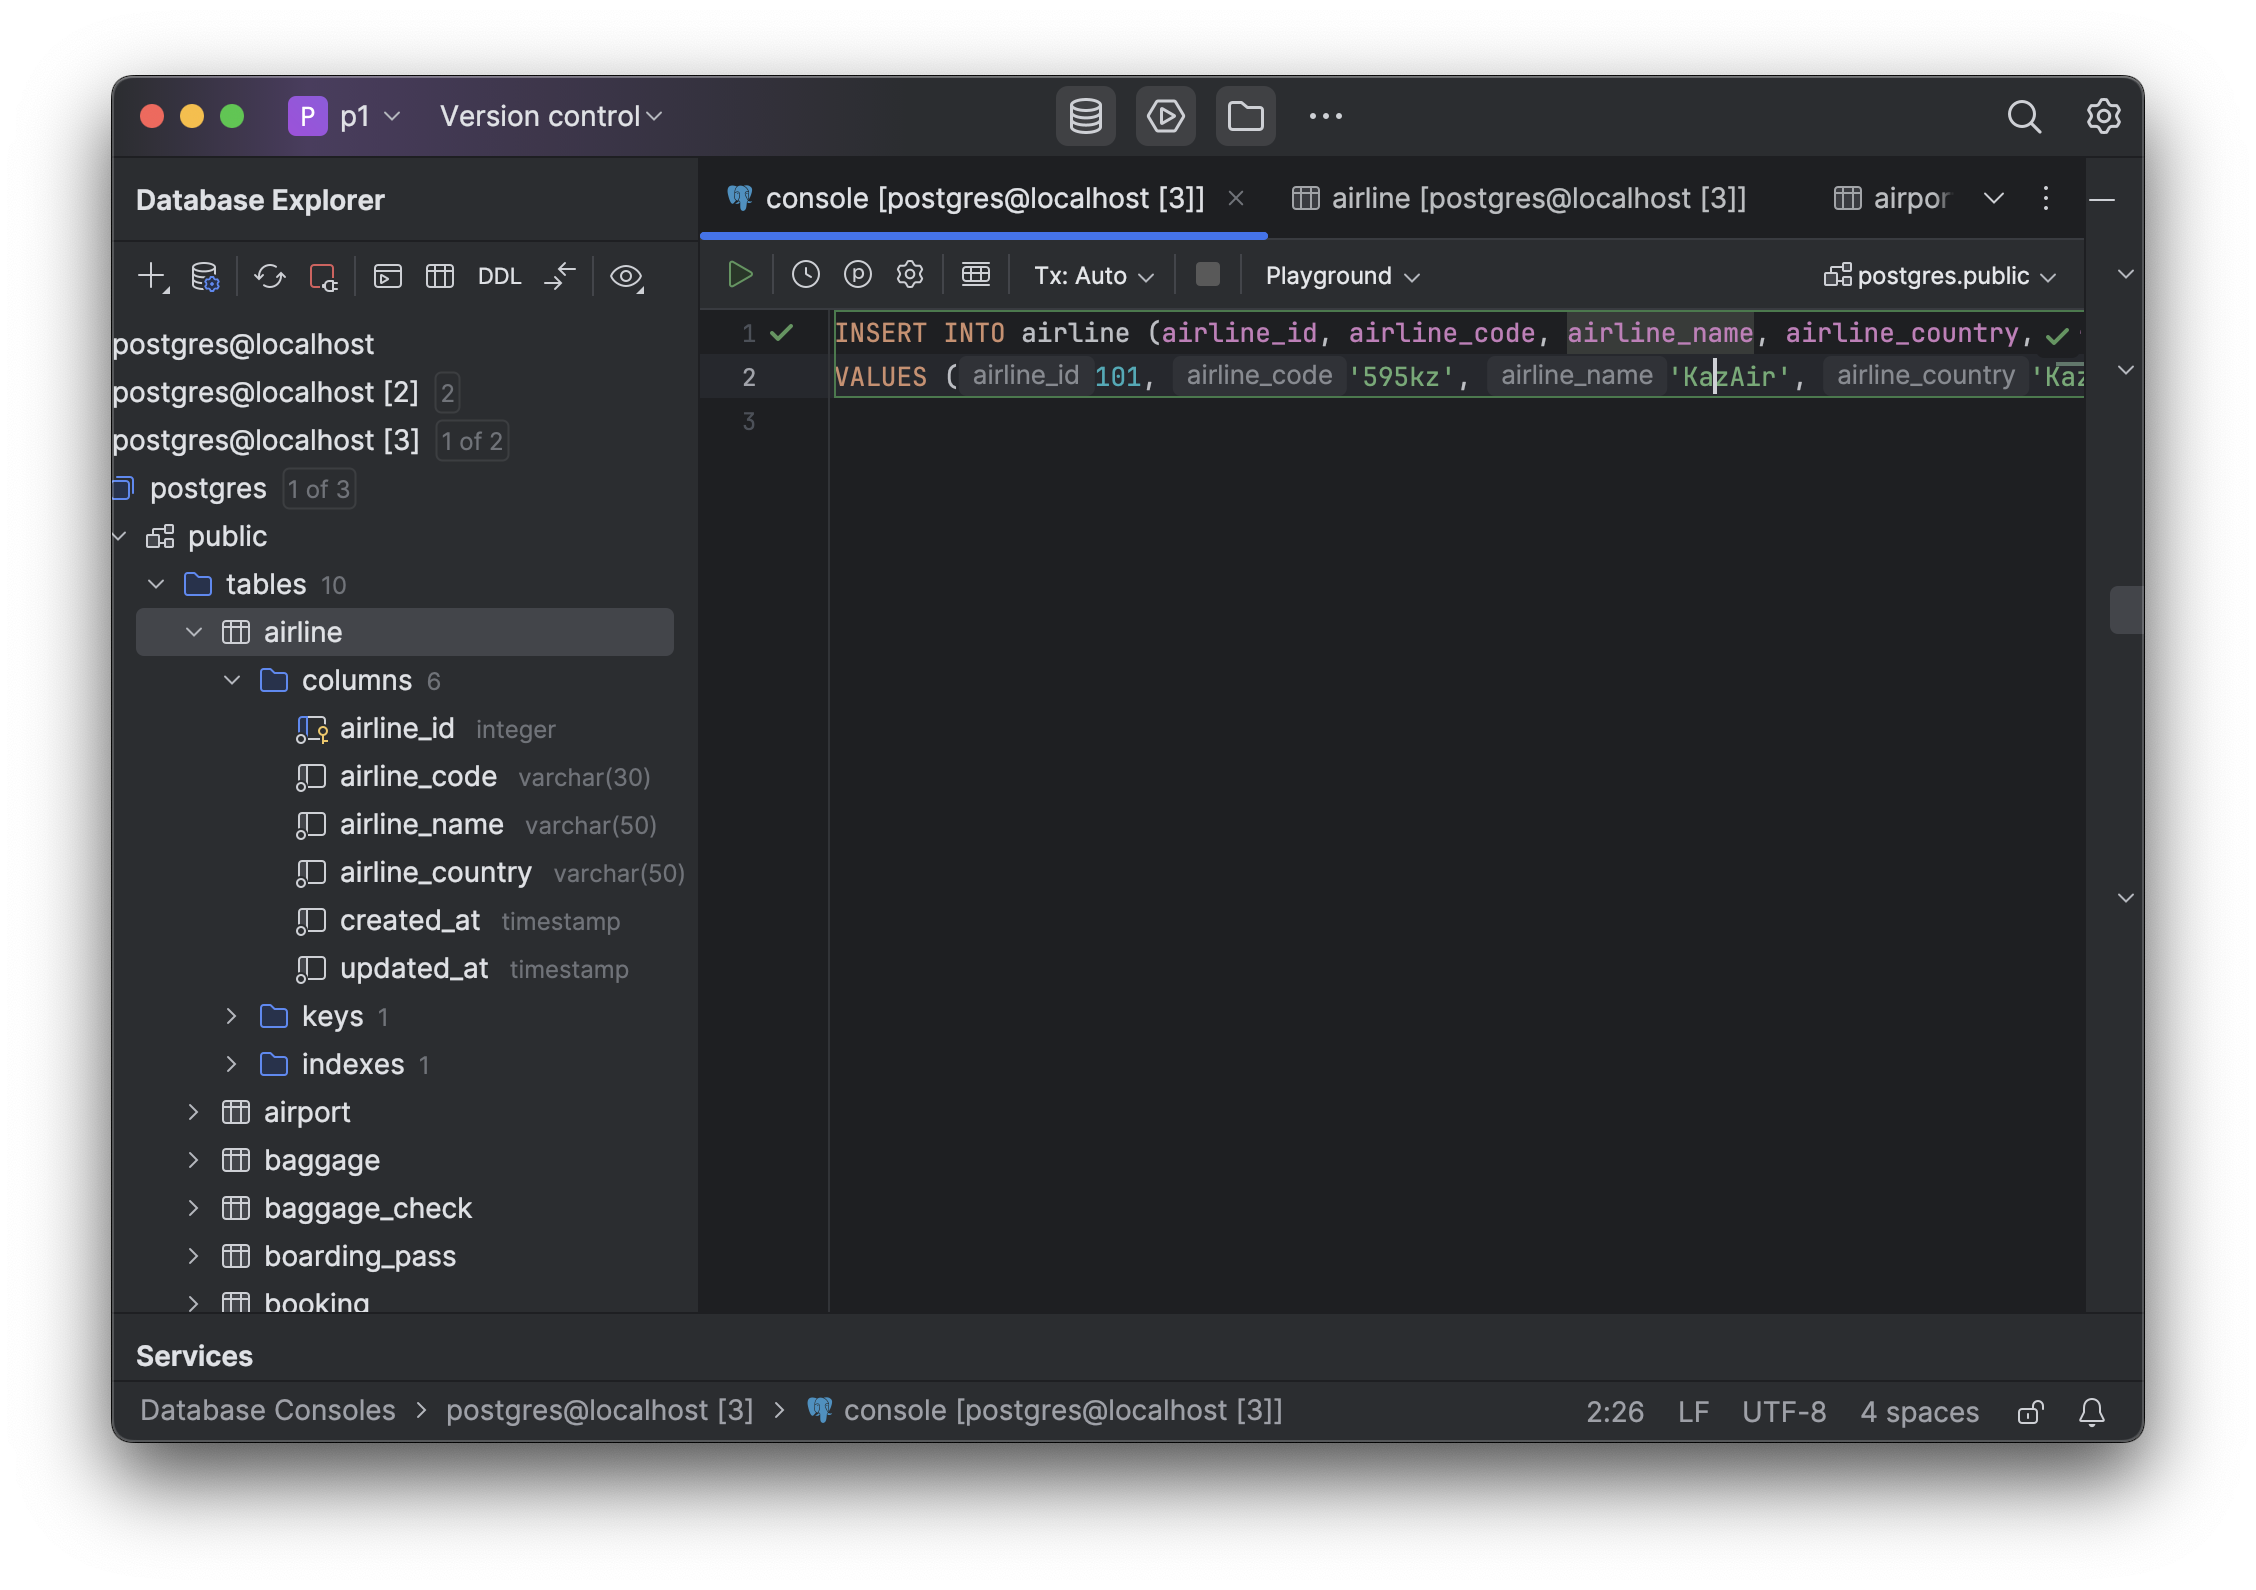 P p1 Version control
Database Explorer
console [postgres@localhost [3]]
airline [postgres@localhost [3]]
DDL
Tx: Auto
Playground
postgres.public
postgres@localhost
postgres@localhost [2] 2
postgres@localhost [3] 1 of 2
postgres 1 of 3
public
tables 10
airline
columns 6
airline_id integer
airline_code varchar(30)
airline_name varchar(50)
airline_country varchar(50)
created_at timestamp
updated_at timestamp
keys 1
indexes 1
airport
baggage
baggage_check
boarding_pass
booking
1 INSERT INTO airline (airline_id, airline_code, airline_name, airline_country,
2 VALUES ( airline_id 101, airline_code '595kz', airline_name 'KazAir', airline_country 'Kaz
3
Services
Database Consoles > postgres@localhost [3] > console [postgres@localhost [3]]
2:26 LF UTF-8 4 spaces